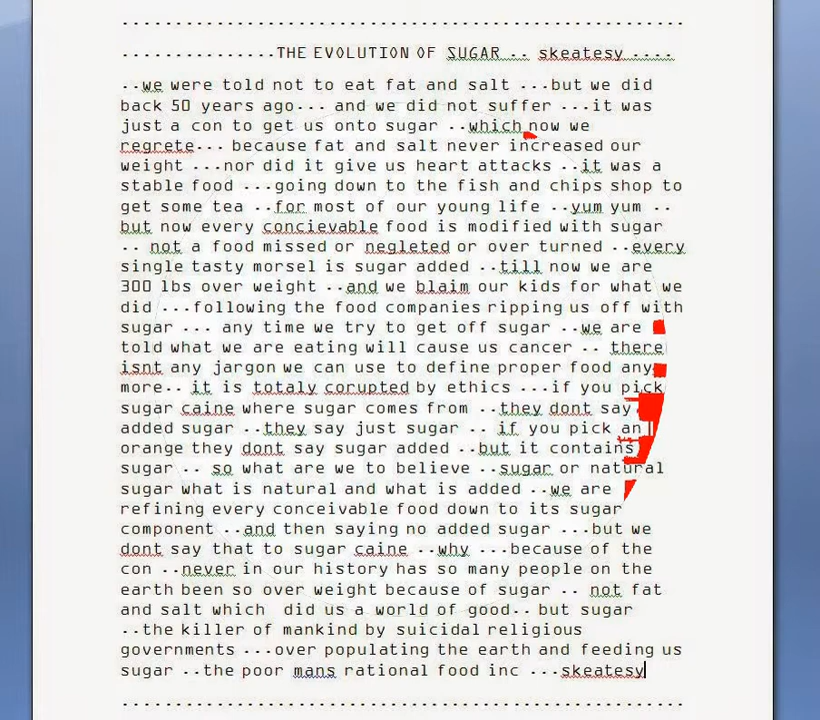 .......................................................................
...............THE EVOLUTION OF SUGAR .. skeatesy ....
..we were told not to eat fat and salt ...but we did
back 50 years ago... and we did not suffer ...it was
just a con to get us onto sugar ..which now we
regrete... because fat and salt never increased our
weight ...nor did it give us heart attacks ..it was a
stable food ...going down to the fish and chips shop to
get some tea ..for most of our young life ..yum yum ..
but now every concievable food is modified with sugar
.. not a food missed or negleted or over turned ..every
single tasty morsel is sugar added ..till now we are
300 lbs over weight ..and we blaim our kids for what we
did ...following the food companies ripping us off with
sugar ... any time we try to get off sugar ..we are
told what we are eating will cause us cancer .. there
isnt any jargon we can use to define proper food any
more.. it is totaly corupted by ethics ...if you pick
sugar caine where sugar comes from ..they dont say
added sugar ..they say just sugar .. if you pick an
orange they dont say sugar added ..but it contains
sugar .. so what are we to believe ..sugar or natural
sugar what is natural and what is added ..we are
refining every conceivable food down to its sugar
component ..and then saying no added sugar ...but we
dont say that to sugar caine ..why ...because of the
con ..never in our history has so many people on the
earth been so over weight because of sugar .. not fat
and salt which  did us a world of good.. but sugar
..the killer of mankind by suicidal religious
governments ...over populating the earth and feeding us
sugar ..the poor mans rational food inc ...skeatesy
.......................................................................